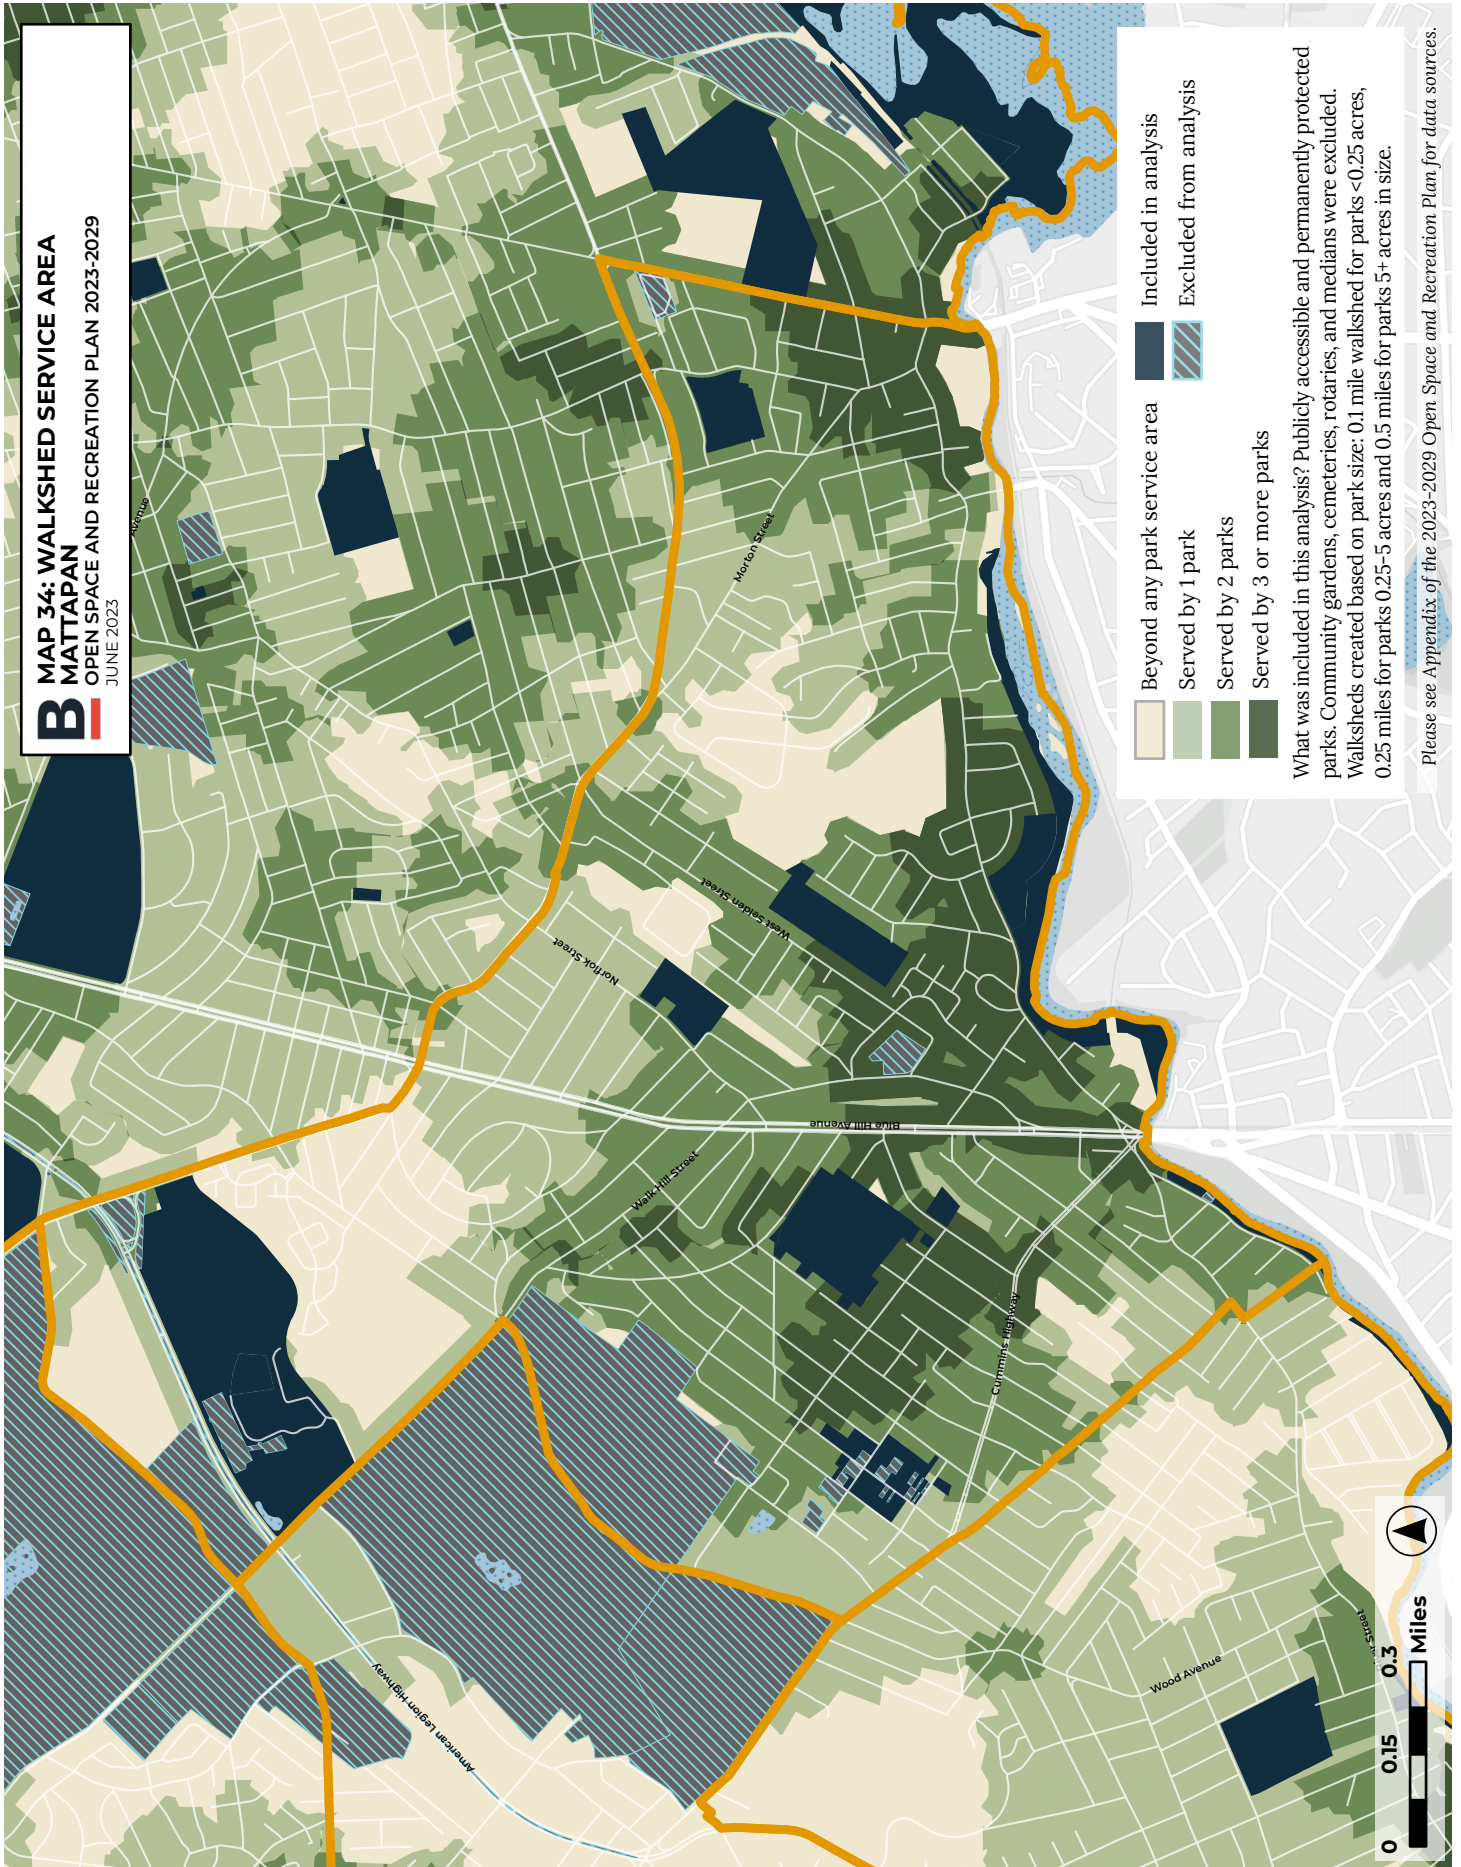 B
MAP 34: WALKSHED SERVICE AREA
MATTAPAN
OPEN SPACE AND RECREATION PLAN 2023-2029
JUNE 2023
Avenue
Morton Street
West Selden Street
Norflok Street
Blue Hill Avenue
Walk Hill Street
Cummins Highway
American Legion Highway
Wood Avenue
Street
Beyond any park service area
Served by 1 park
Served by 2 parks
Served by 3 or more parks
Included in analysis
Excluded from analysis
What was included in this analysis? Publicly accessible and permanently protected
parks. Community gardens, cemeteries, rotaries, and medians were excluded.
Walksheds created based on park size: 0.1 mile walkshed for parks <0.25 acres,
0.25 miles for parks 0.25-5 acres and 0.5 miles for parks 5+ acres in size.
Please see Appendix of the 2023-2029 Open Space and Recreation Plan for data sources.
0 0.15 0.3
Miles